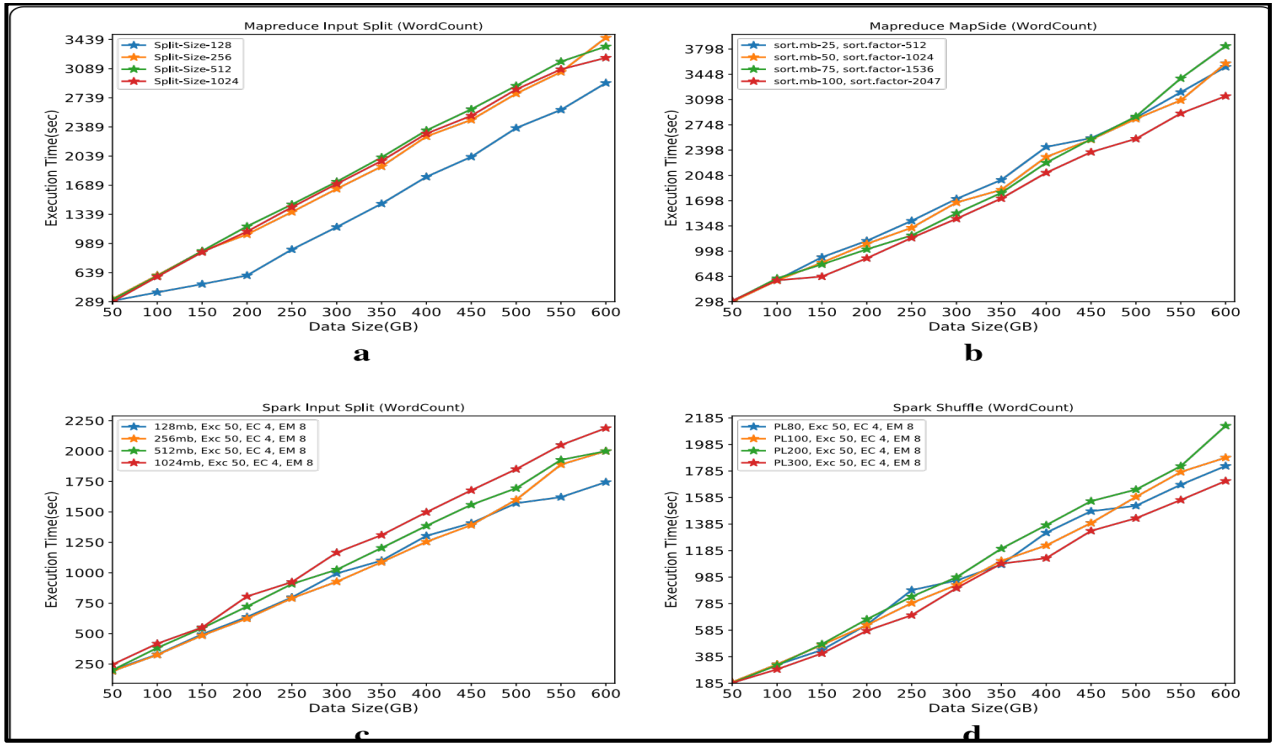 Mapreduce Input Split (WordCount)
Split-Size-128
Split-Size-256
Split-Size-512
Split-Size-1024
Execution Time(sec)
3439
3089
2739
2389
2039
1689
1339
989
639
289
50 100 150 200 250 300 350 400 450 500 550 600
Data Size(GB)
a
Mapreduce MapSide (WordCount)
sort.mb-25, sort.factor-512
sort.mb-50, sort.factor-1024
sort.mb-75, sort.factor-1536
sort.mb-100, sort.factor-2047
Execution Time(sec)
3798
3448
3098
2748
2398
2048
1698
1348
998
648
298
50 100 150 200 250 300 350 400 450 500 550 600
Data Size(GB)
b
Spark Input Split (WordCount)
128mb, Exc 50, EC 4, EM 8
256mb, Exc 50, EC 4, EM 8
512mb, Exc 50, EC 4, EM 8
1024mb, Exc 50, EC 4, EM 8
Execution Time(sec)
2250
2000
1750
1500
1250
1000
750
500
250
50 100 150 200 250 300 350 400 450 500 550 600
Data Size(GB)
c
Spark Shuffle (WordCount)
PL80, Exc 50, EC 4, EM 8
PL100, Exc 50, EC 4, EM 8
PL200, Exc 50, EC 4, EM 8
PL300, Exc 50, EC 4, EM 8
Execution Time(sec)
2185
1985
1785
1585
1385
1185
985
785
585
385
185
50 100 150 200 250 300 350 400 450 500 550 600
Data Size(GB)
d